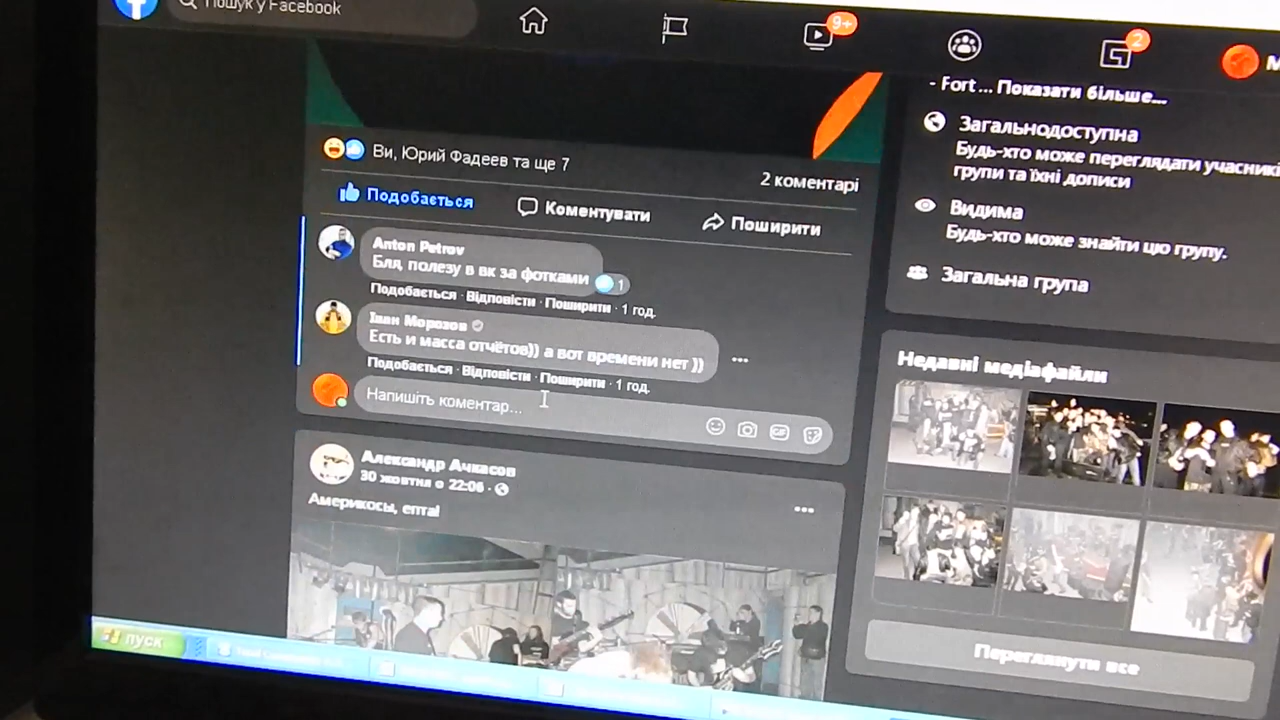 Пошук у Facebook
9+
2
M
Ви, Юрий Фадеев та ще 7
2 коментарі
Подобається
Коментувати
Поширити
Anton Petrov
Бля, полезу в вк за фотками
1
Подобається · Відповісти · Поширити · 1 год.
Іван Морозов
Есть и масса отчётов)) а вот времени нет ))
Подобається · Відповісти · Поширити · 1 год.
Напишіть коментар...
GIF
Александр Ачкасов
30 жовтня о 22:06 ·
Америкосы, епта!
- Fort ... Показати більше...
Загальнодоступна
Будь-хто може переглядати учасників
групи та їхні дописи
Видима
Будь-хто може знайти цю групу.
Загальна група
Недавні медіафайли
Переглянути все
пуск
Total Commander